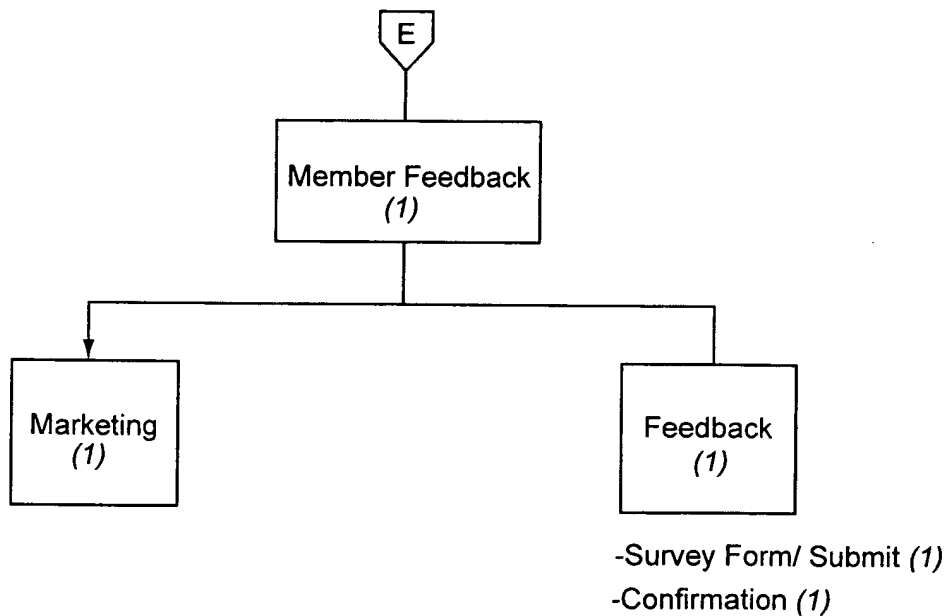 E
Member Feedback
(1)
Marketing
(1)
Feedback
(1)
-Survey Form/ Submit (1)
-Confirmation (1)